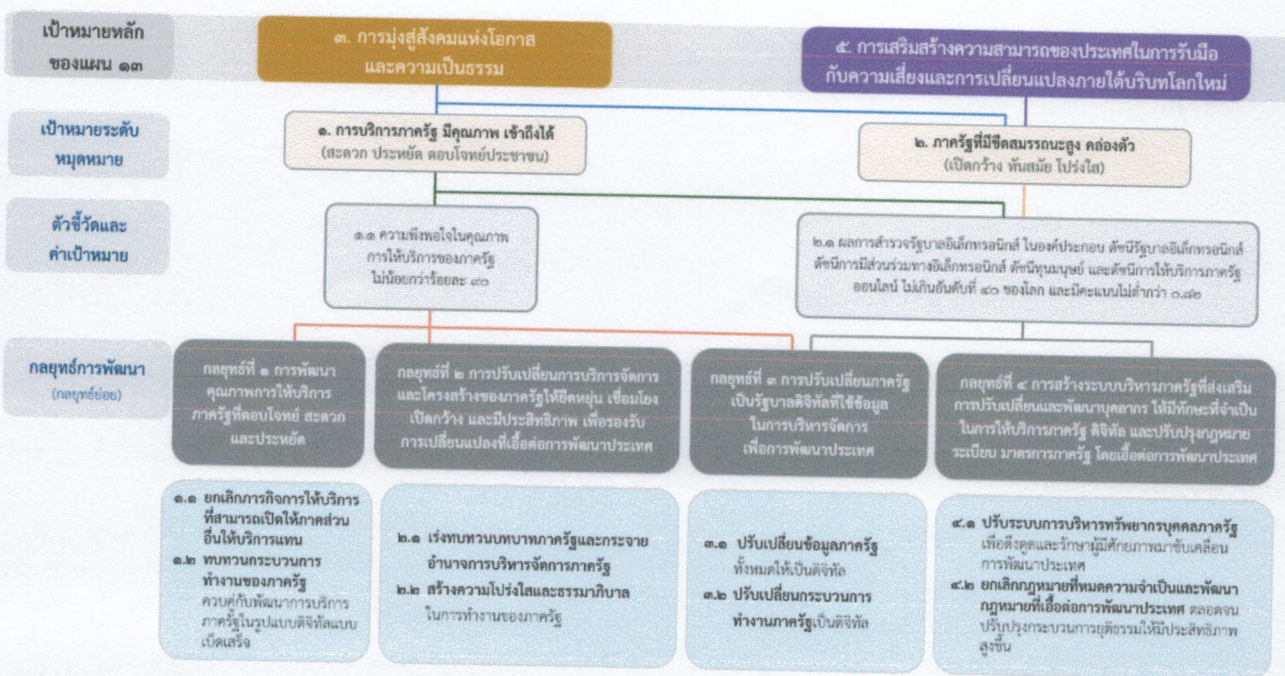 เป้าหมายหลัก
ของแผน ๑๓
๓. การมุ่งสู่สังคมแห่งโอกาส
และความเป็นธรรม
๕. การเสริมสร้างความสามารถของประเทศในการรับมือ
กับความเสี่ยงและการเปลี่ยนแปลงภายใต้บริบทโลกใหม่
เป้าหมายระดับ
หมุดหมาย
๑. การบริการภาครัฐ มีคุณภาพ เข้าถึงได้
(สะดวก ประหยัด ตอบโจทย์ประชาชน)
๒. ภาครัฐที่มีขีดสมรรถนะสูง คล่องตัว
(เปิดกว้าง ทันสมัย โปร่งใส)
ตัวชี้วัดและ
ค่าเป้าหมาย
๑.๑ ความพึงพอใจในคุณภาพ
การให้บริการของภาครัฐ
ไม่น้อยกว่าร้อยละ ๙๐
๒.๑ ผลการสำรวจรัฐบาลอิเล็กทรอนิกส์ ในองค์ประกอบ ดัชนีรัฐบาลอิเล็กทรอนิกส์
ดัชนีการมีส่วนร่วมทางอิเล็กทรอนิกส์ ดัชนีทุนมนุษย์ และดัชนีการให้บริการภาครัฐ
ออนไลน์ ไม่เกินอันดับที่ ๔๐ ของโลก และมีคะแนนไม่ต่ำกว่า ๐.๘๒
กลยุทธ์การพัฒนา
(กลยุทธ์ย่อย)
กลยุทธ์ที่ ๑ การพัฒนา
คุณภาพการให้บริการ
ภาครัฐที่ตอบโจทย์ สะดวก
และประหยัด
กลยุทธ์ที่ ๒ การปรับเปลี่ยนการบริการจัดการ
และโครงสร้างของภาครัฐให้ยืดหยุ่น เชื่อมโยง
เปิดกว้าง และมีประสิทธิภาพ เพื่อรองรับ
การเปลี่ยนแปลงที่เอื้อต่อการพัฒนาประเทศ
กลยุทธ์ที่ ๓ การปรับเปลี่ยนภาครัฐ
เป็นรัฐบาลดิจิทัลที่ใช้ข้อมูล
ในการบริหารจัดการ
เพื่อการพัฒนาประเทศ
กลยุทธ์ที่ ๔ การสร้างระบบบริหารภาครัฐที่ส่งเสริม
การปรับเปลี่ยนและพัฒนาบุคลากร ให้มีทักษะที่จำเป็น
ในการให้บริการภาครัฐ ดิจิทัล และปรับปรุงกฎหมาย
ระเบียบ มาตรการภาครัฐ โดยเอื้อต่อการพัฒนาประเทศ
๑.๑ ยกเลิกภารกิจการให้บริการ
ที่สามารถเปิดให้ภาคส่วน
อื่นให้บริการแทน
๑.๒ ทบทวนกระบวนการ
ทำงานของภาครัฐ
ควบคู่กับพัฒนาการบริการ
ภาครัฐในรูปแบบดิจิทัลแบบ
เบ็ดเสร็จ
๒.๑ เร่งทบทวนบทบาทภาครัฐและกระจาย
อำนาจการบริหารจัดการภาครัฐ
๒.๒ สร้างความโปร่งใสและธรรมาภิบาล
ในการทำงานของภาครัฐ
๓.๑ ปรับเปลี่ยนข้อมูลภาครัฐ
ทั้งหมดให้เป็นดิจิทัล
๓.๒ ปรับเปลี่ยนกระบวนการ
ทำงานภาครัฐเป็นดิจิทัล
๔.๑ ปรับระบบการบริหารทรัพยากรบุคคลภาครัฐ
เพื่อดึงดูดและรักษาผู้มีศักยภาพมาขับเคลื่อน
การพัฒนาประเทศ
๔.๒ ยกเลิกกฎหมายที่หมดความจำเป็นและพัฒนา
กฎหมายที่เอื้อต่อการพัฒนาประเทศ ตลอดจน
ปรับปรุงกระบวนการยุติธรรมให้มีประสิทธิภาพ
สูงขึ้น